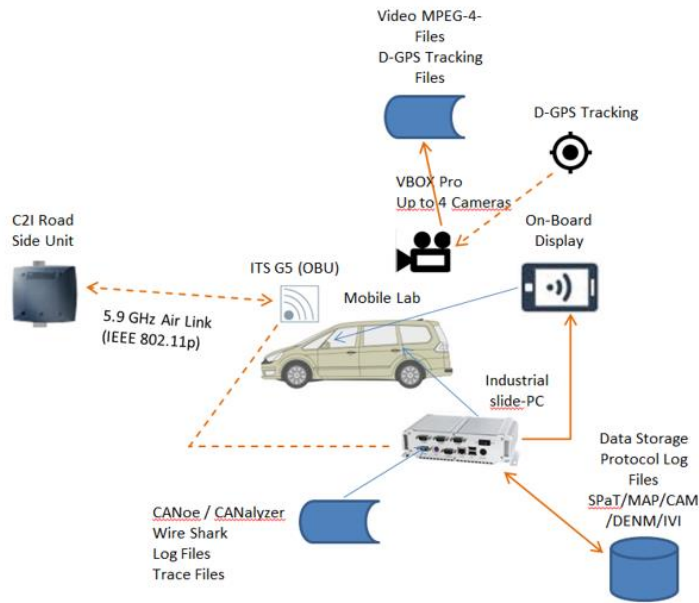 Video MPEG-4-
Files
D-GPS Tracking
Files
D-GPS Tracking
VBOX Pro
Up to 4 Cameras
C2I Road
Side Unit
On-Board
Display
ITS G5 (OBU)
Mobile Lab
5.9 GHz Air Link
(IEEE 802.11p)
Industrial
slide-PC
Data Storage
Protocol Log
Files
SPaT/MAP/CAM
/DENM/IVI
CANoe / CANalyzer
Wire Shark
Log Files
Trace Files